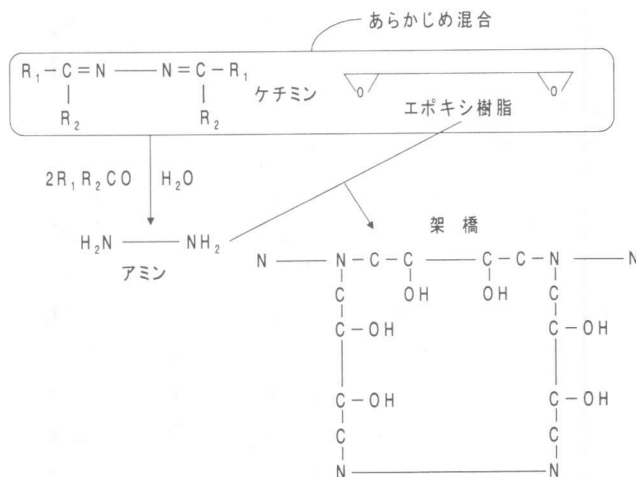 あらかじめ混合
R₁-C=N——N=C-R₁
ケチミン
R₂ R₂
O O
エポキシ樹脂
2R₁R₂CO H₂O
H₂N——NH₂
アミン
架橋
N——N-C-C——C-C-N——N
OH OH
C C
C-OH C-OH
C-OH C-OH
C C
N——N